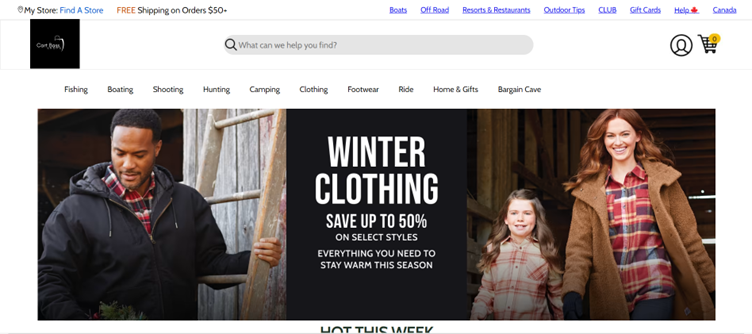 My Store: Find A Store FREE Shipping on Orders $50+ Boats Off Road Resorts & Restaurants Outdoor Tips CLUB Gift Cards Help Canada
What can we help you find? 0
Fishing Boating Shooting Hunting Camping Clothing Footwear Ride Home & Gifts Bargain Cave
WINTER
CLOTHING
SAVE UP TO 50%
ON SELECT STYLES
EVERYTHING YOU NEED TO
STAY WARM THIS SEASON
HOT THIS WEEK